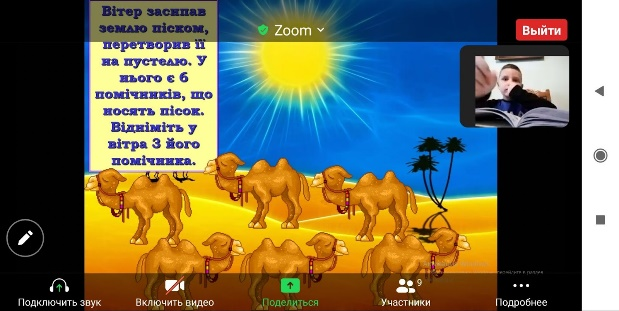 Вітер засипав
землю піском,
перетворив її
на пустелю. У
нього є 6
помічників, що
носять пісок.
Відніміть у
вітра 3 його
помічника.
Zoom
Выйти
9
Подключить звук
Включить видео
Поделиться
Участники
Подробнее